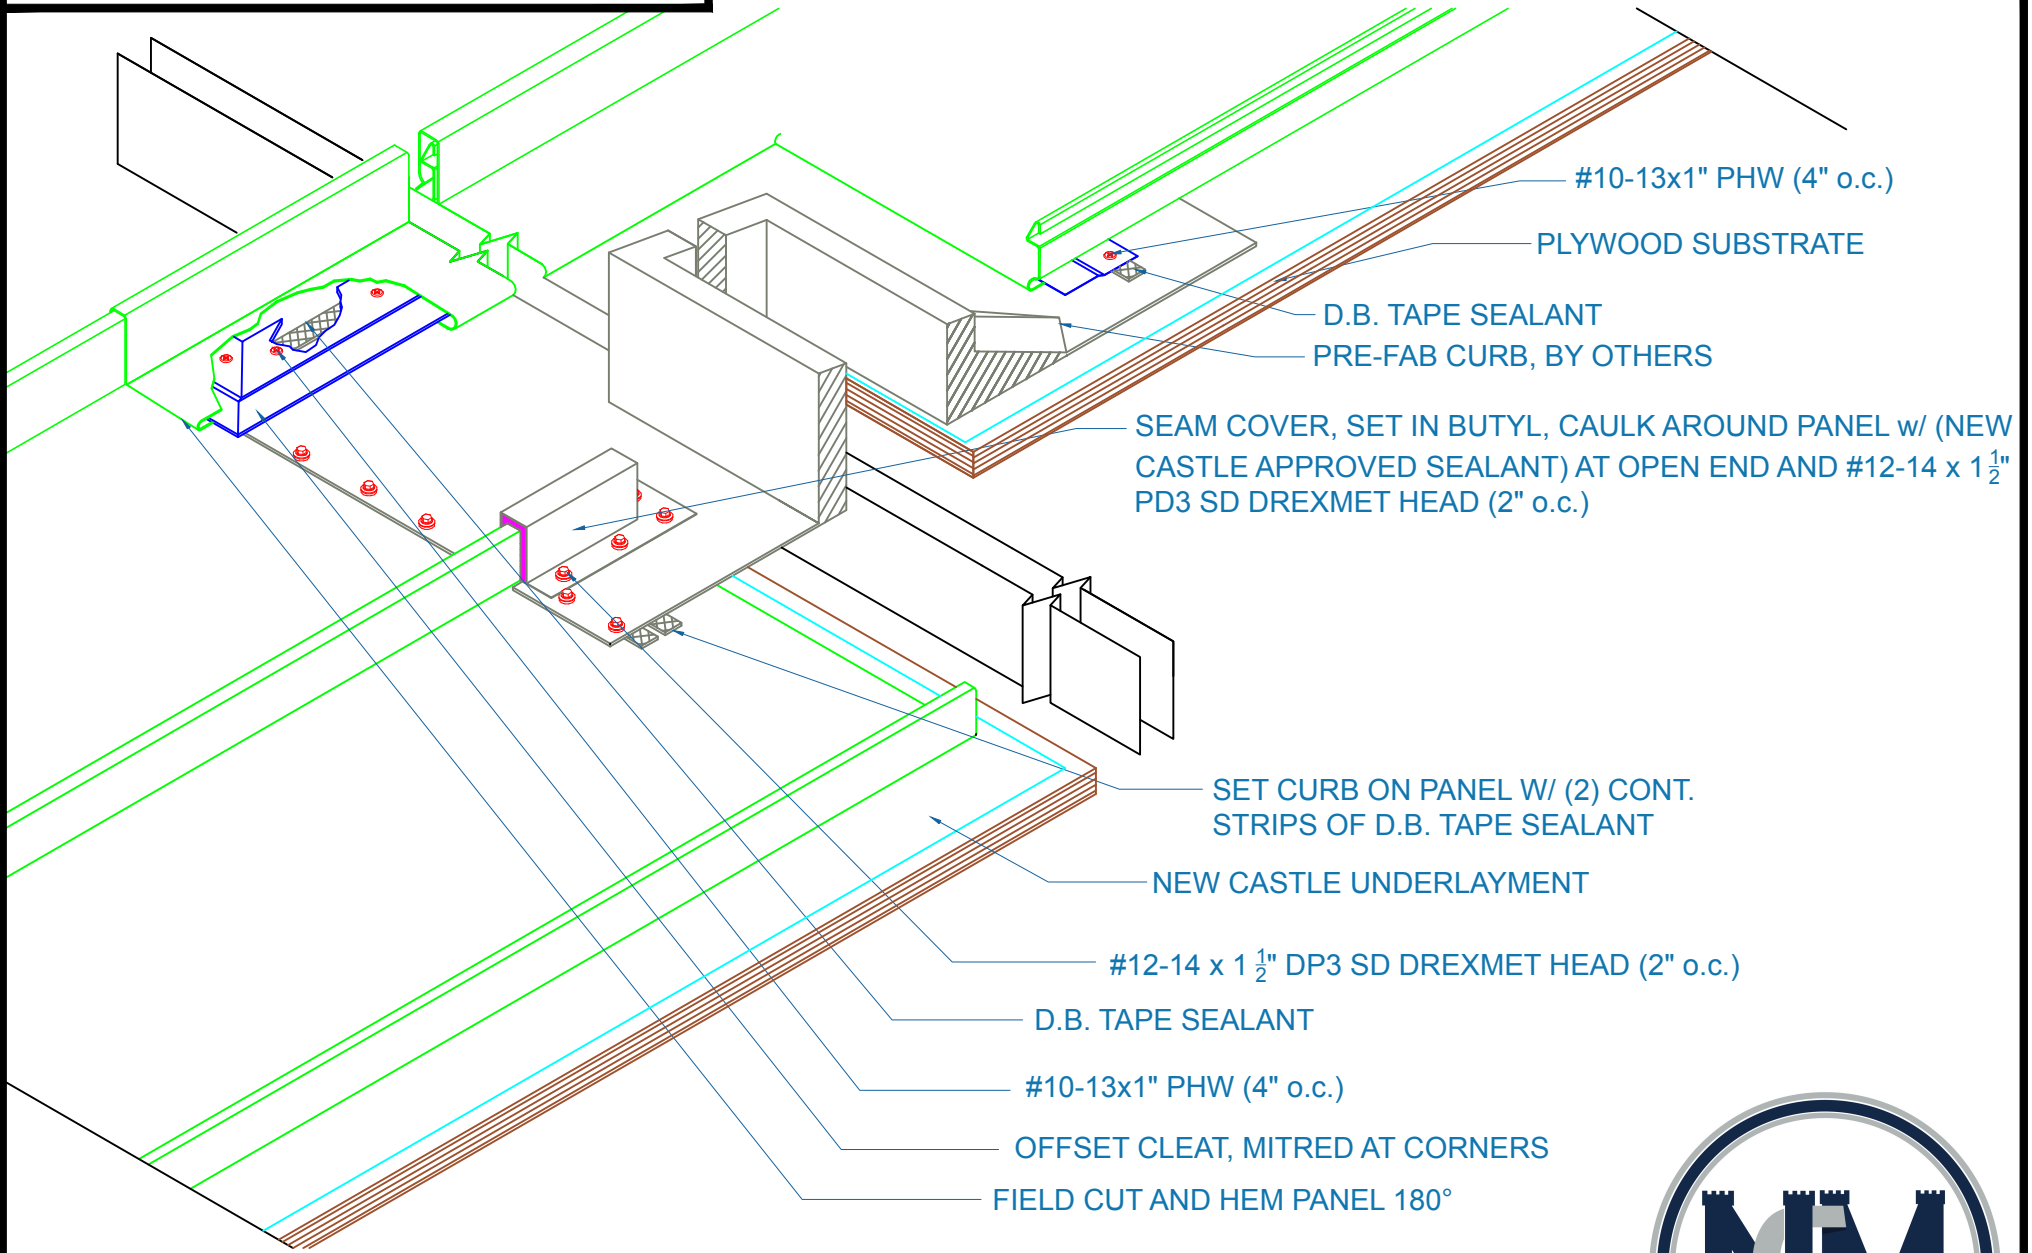 #10-13x1" PHW (4" o.c.)
PLYWOOD SUBSTRATE
D.B. TAPE SEALANT
PRE-FAB CURB, BY OTHERS
SEAM COVER, SET IN BUTYL, CAULK AROUND PANEL w/ (NEW
CASTLE APPROVED SEALANT) AT OPEN END AND #12-14 x 1 1/2"
PD3 SD DREXMET HEAD (2" o.c.)
SET CURB ON PANEL W/ (2) CONT.
STRIPS OF D.B. TAPE SEALANT
NEW CASTLE UNDERLAYMENT
#12-14 x 1 1/2" DP3 SD DREXMET HEAD (2" o.c.)
D.B. TAPE SEALANT
#10-13x1" PHW (4" o.c.)
OFFSET CLEAT, MITRED AT CORNERS
FIELD CUT AND HEM PANEL 180°